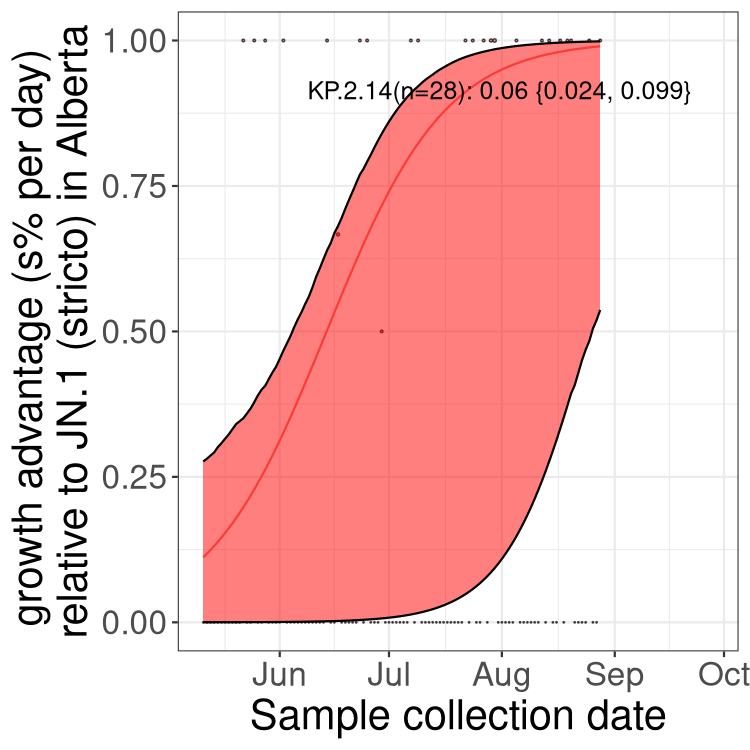 growth advantage (s% per day)
relative to JN.1 (stricto) in Alberta
1.00
0.75
0.50
0.25
0.00
KP.2.14(n=28): 0.06 {0.024, 0.099}
Jun Jul Aug Sep Oct
Sample collection date